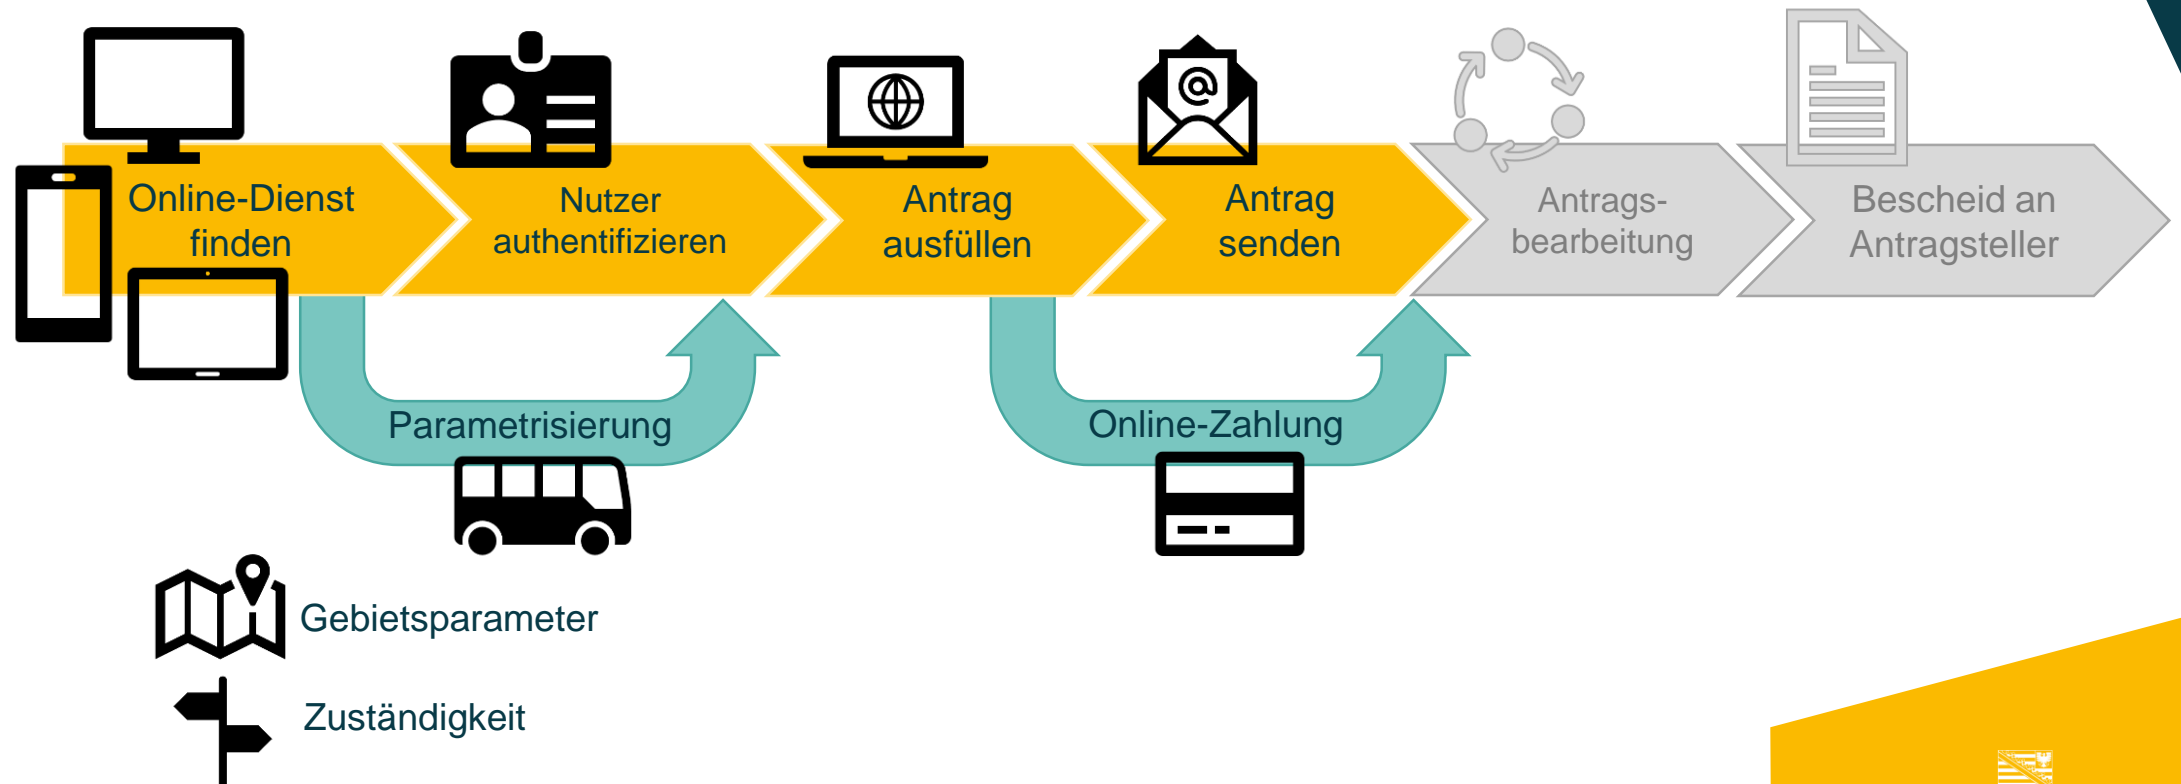 Online-Dienst
finden
Nutzer
authentifizieren
Antrag
ausfüllen
Antrag
senden
Antrags-
bearbeitung
Bescheid an
Antragsteller
Parametrisierung
Online-Zahlung
Gebietsparameter
Zuständigkeit